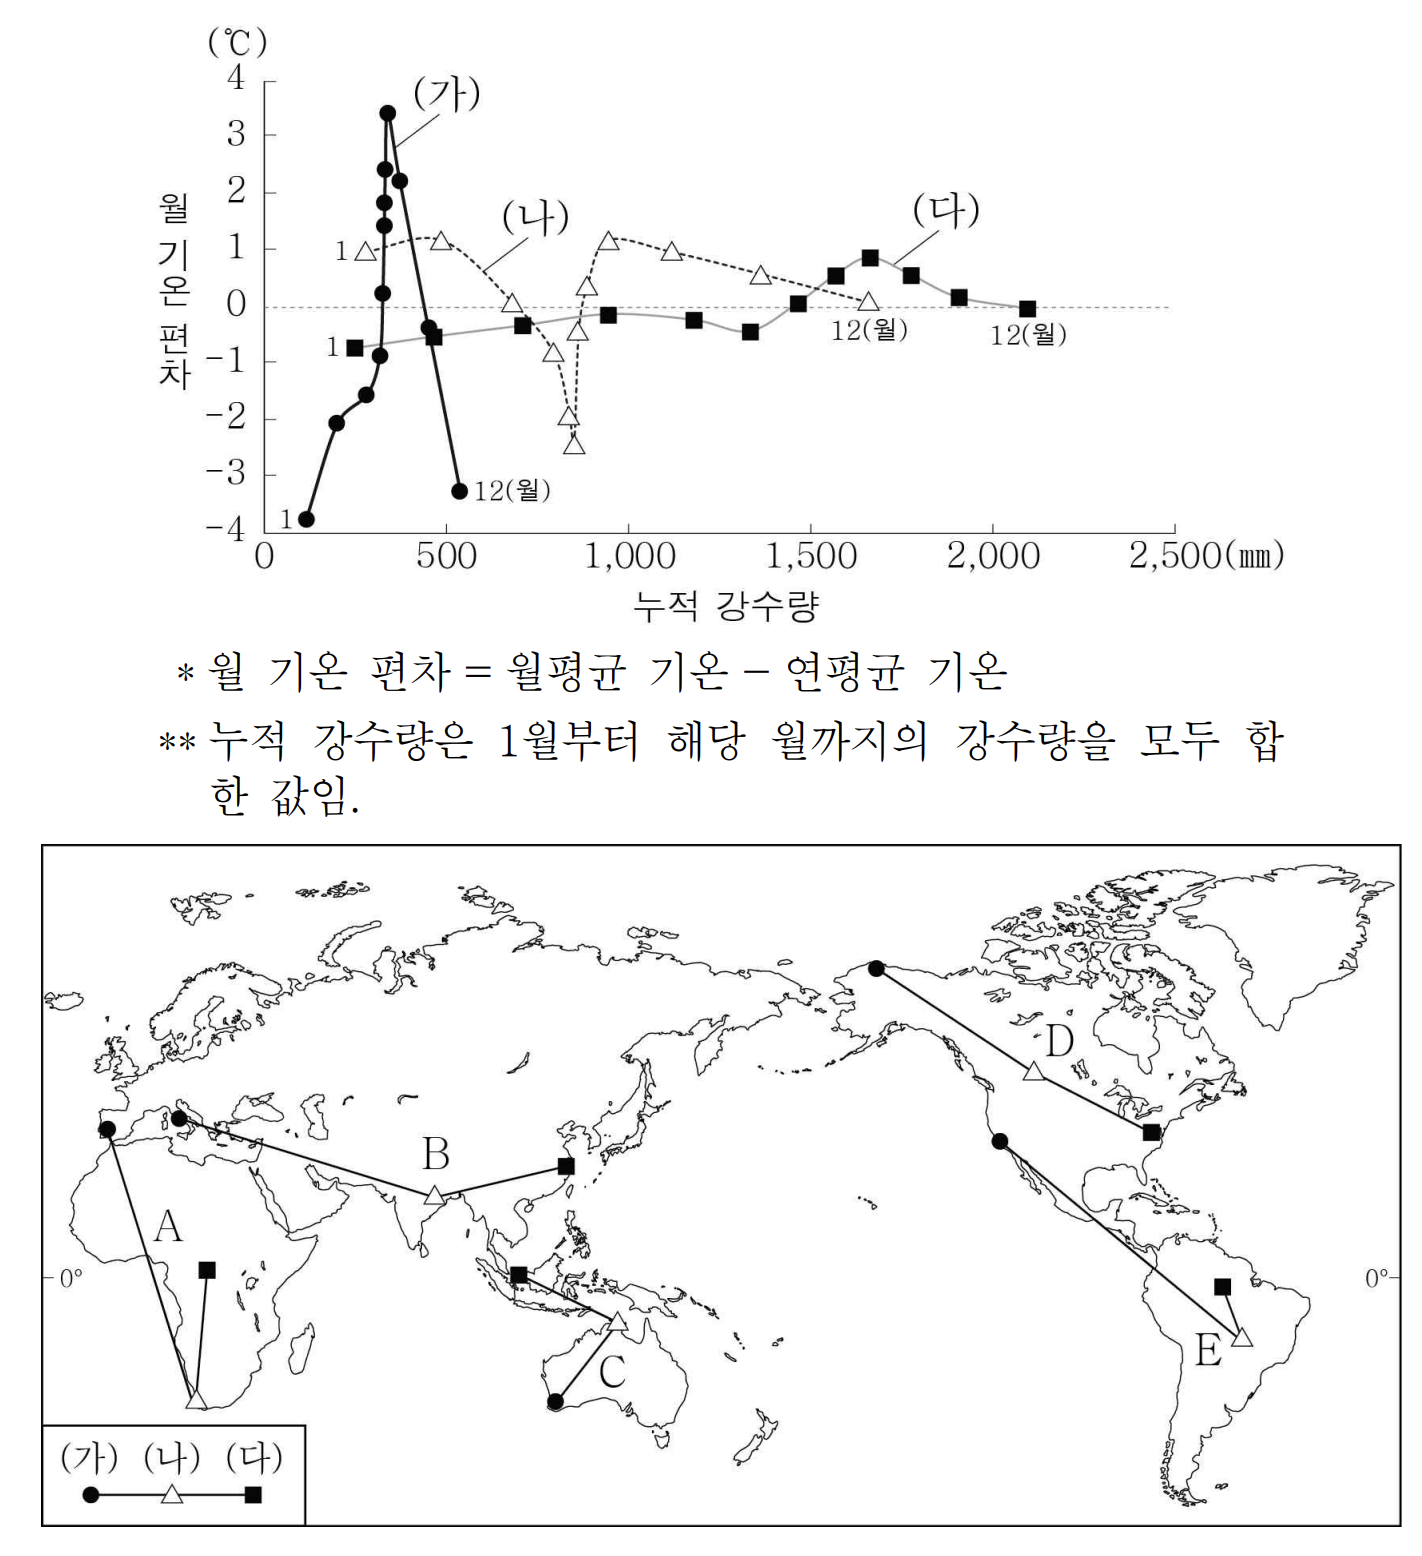 (℃)
4
3
2
1
0
-1
-2
-3
-4
월 기온 편차
(가)
(나)
(다)
1
1
1
12(월)
12(월)
12(월)
0 500 1,000 1,500 2,000 2,500(㎜)
누적 강수량
* 월 기온 편차 = 월평균 기온 - 연평균 기온
** 누적 강수량은 1월부터 해당 월까지의 강수량을 모두 합
한 값임.
D
B
A
0°
0°
C
E
(가) (나) (다)